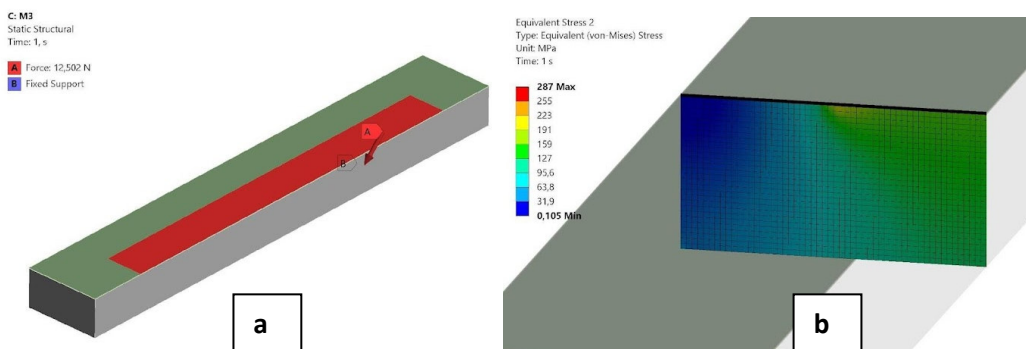 C: M3
Static Structural
Time: 1, s
A Force: 12,502 N
B Fixed Support
A
B
a
Equivalent Stress 2
Type: Equivalent (von-Mises) Stress
Unit: MPa
Time: 1 s
287 Max
255
223
191
159
127
95,6
63,8
31,9
0,105 Min
b